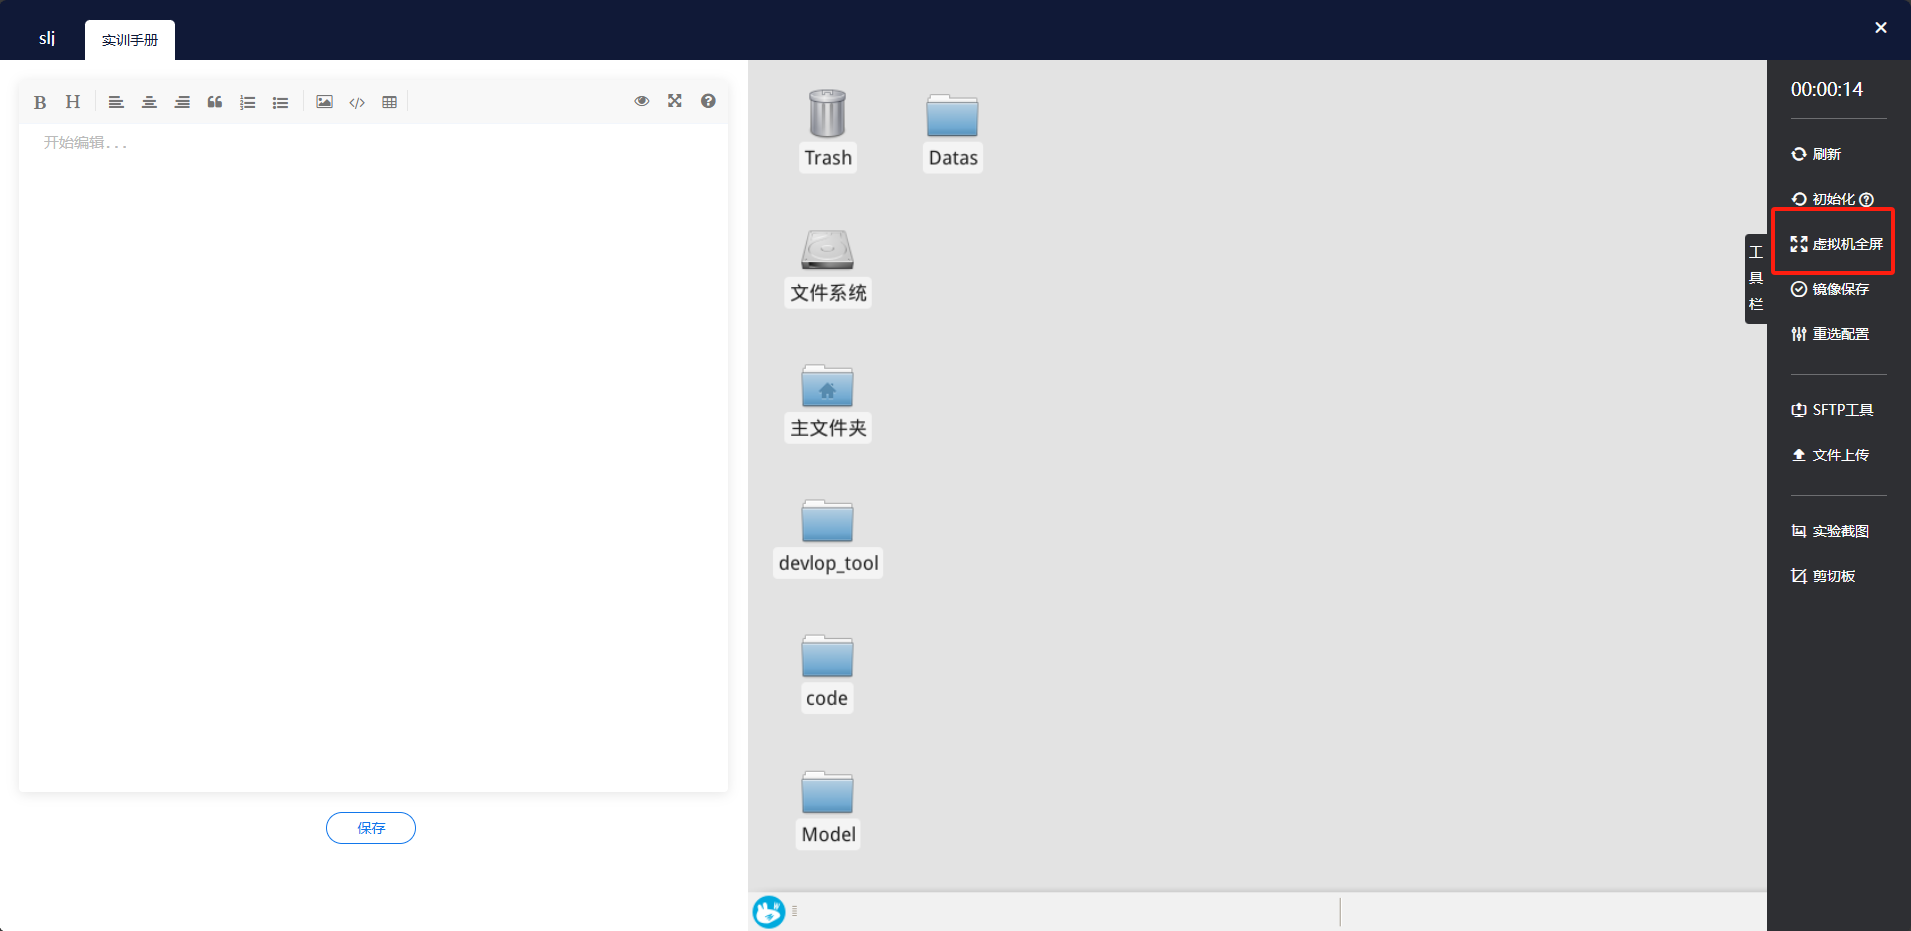 slj
实训手册
B H
开始编辑...
保存
Trash
Datas
文件系统
主文件夹
devlop_tool
code
Model
工具栏
00:00:14
刷新
初始化
虚拟机全屏
镜像保存
重选配置
SFTP工具
文件上传
实验截图
剪切板